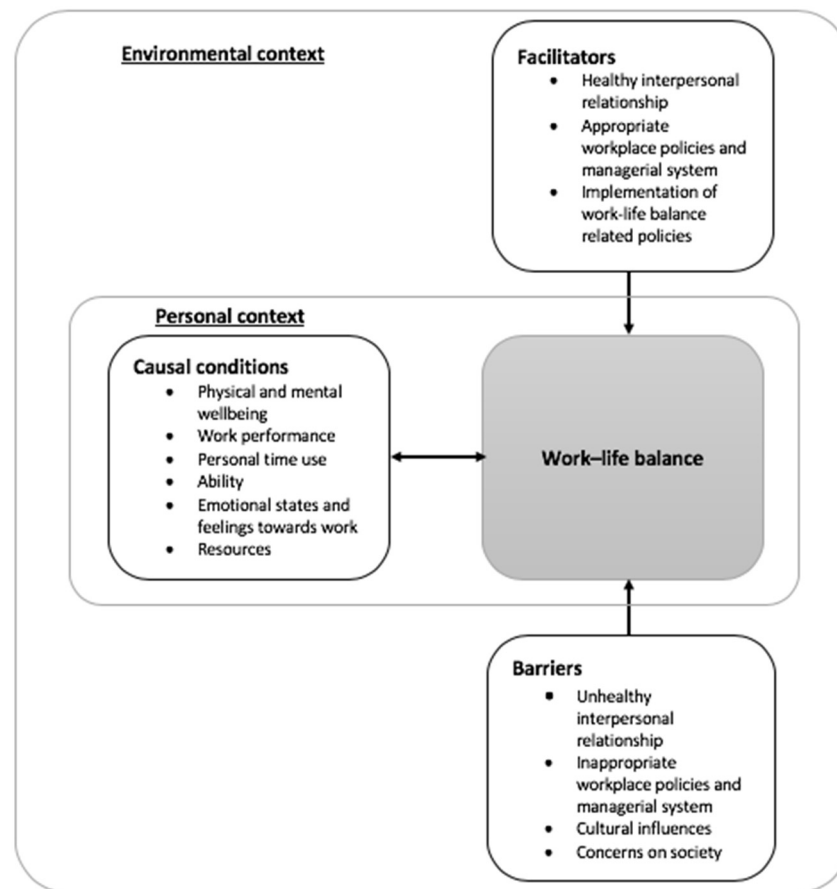 Environmental context
Facilitators
• Healthy interpersonal
relationship
• Appropriate
workplace policies and
managerial system
• Implementation of
work-life balance
related policies
Personal context
Causal conditions
• Physical and mental
wellbeing
• Work performance
• Personal time use
• Ability
• Emotional states and
feelings towards work
• Resources
Work–life balance
Barriers
▪ Unhealthy
interpersonal
relationship
• Inappropriate
workplace policies and
managerial system
• Cultural influences
• Concerns on society